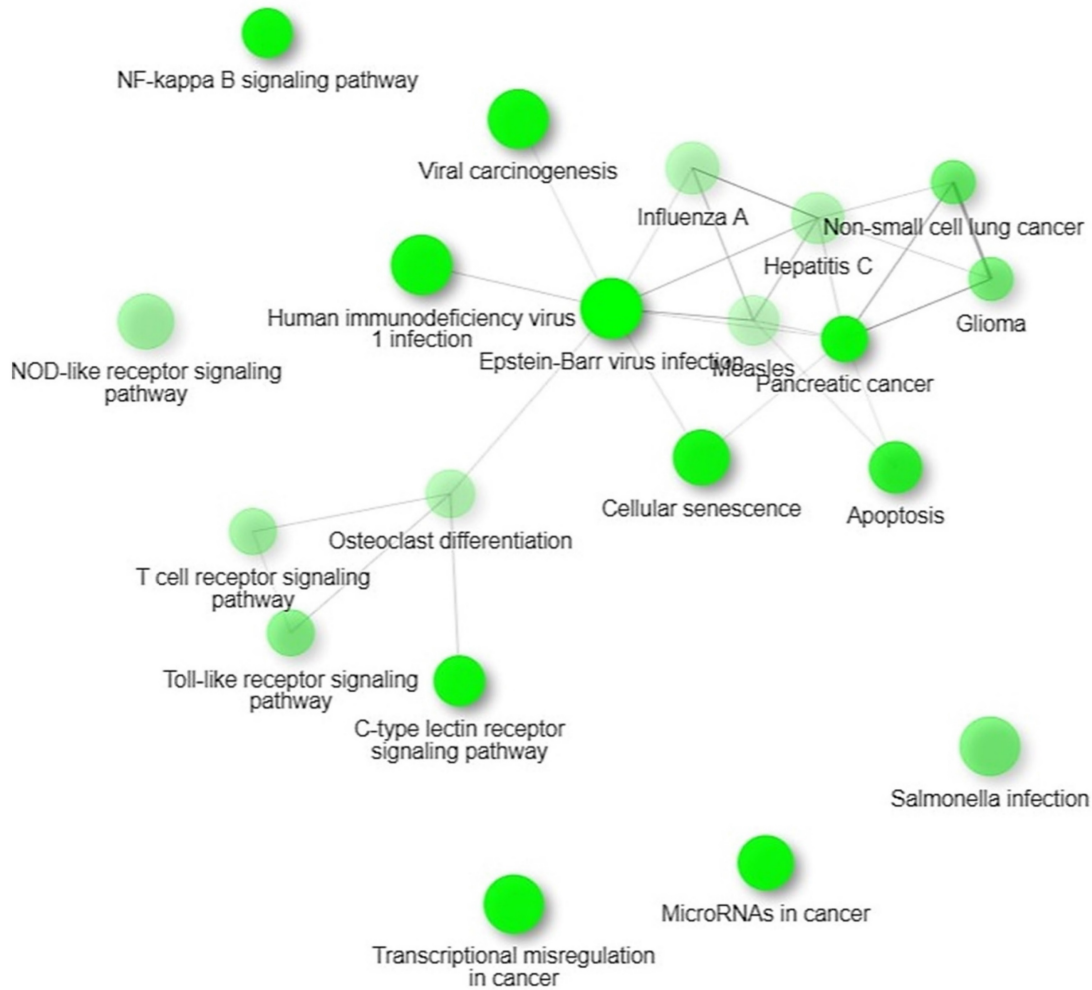 NF-kappa B signaling pathway
Viral carcinogenesis
Influenza A
Non-small cell lung cancer
Hepatitis C
Human immunodeficiency virus
1 infection
Glioma
Epstein-Barr virus infection
Measles
Pancreatic cancer
NOD-like receptor signaling
pathway
Cellular senescence
Apoptosis
Osteoclast differentiation
T cell receptor signaling
pathway
Toll-like receptor signaling
pathway
C-type lectin receptor
signaling pathway
Salmonella infection
MicroRNAs in cancer
Transcriptional misregulation
in cancer